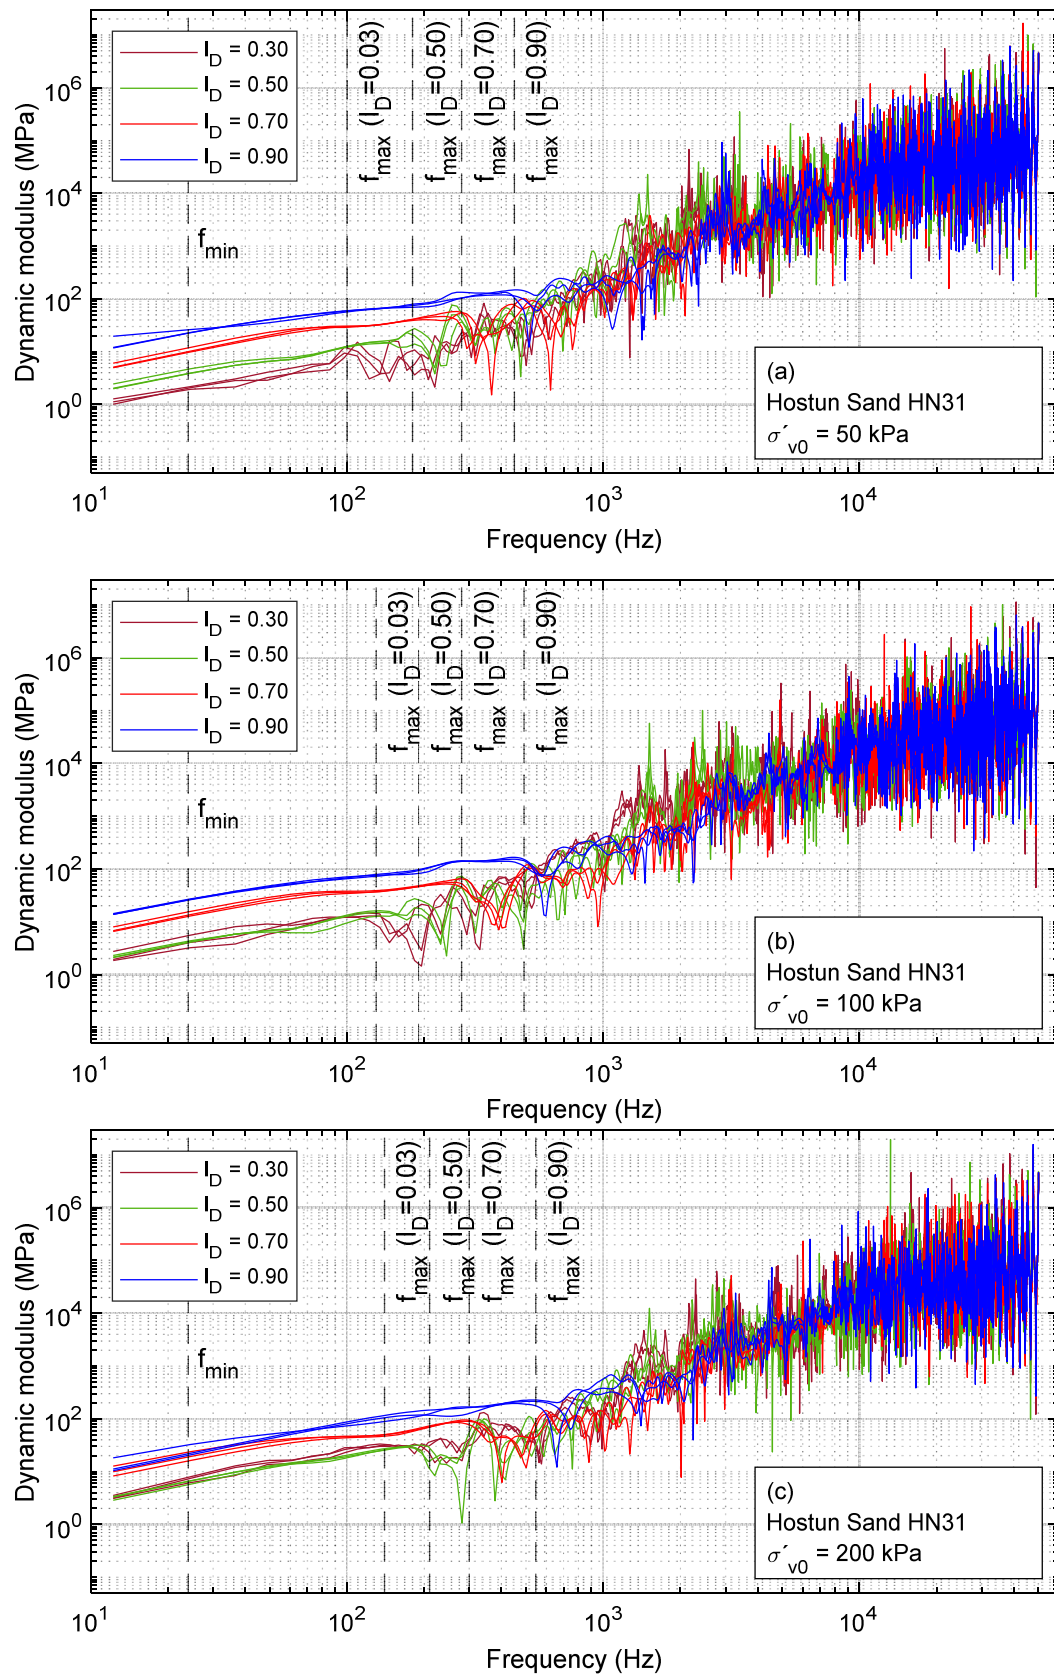 I_D = 0.30
I_D = 0.50
I_D = 0.70
I_D = 0.90
f_max (I_D=0.03)
f_max (I_D=0.50)
f_max (I_D=0.70)
f_max (I_D=0.90)
f_min
Dynamic modulus (MPa)
10^6
10^4
10^2
10^0
(a)
Hostun Sand HN31
σ´_v0 = 50 kPa
10^1 10^2 10^3 10^4
Frequency (Hz)
I_D = 0.30
I_D = 0.50
I_D = 0.70
I_D = 0.90
f_max (I_D=0.03)
f_max (I_D=0.50)
f_max (I_D=0.70)
f_max (I_D=0.90)
f_min
Dynamic modulus (MPa)
10^6
10^4
10^2
10^0
(b)
Hostun Sand HN31
σ´_v0 = 100 kPa
10^1 10^2 10^3 10^4
Frequency (Hz)
I_D = 0.30
I_D = 0.50
I_D = 0.70
I_D = 0.90
f_max (I_D=0.03)
f_max (I_D=0.50)
f_max (I_D=0.70)
f_max (I_D=0.90)
f_min
Dynamic modulus (MPa)
10^6
10^4
10^2
10^0
(c)
Hostun Sand HN31
σ´_v0 = 200 kPa
10^1 10^2 10^3 10^4
Frequency (Hz)